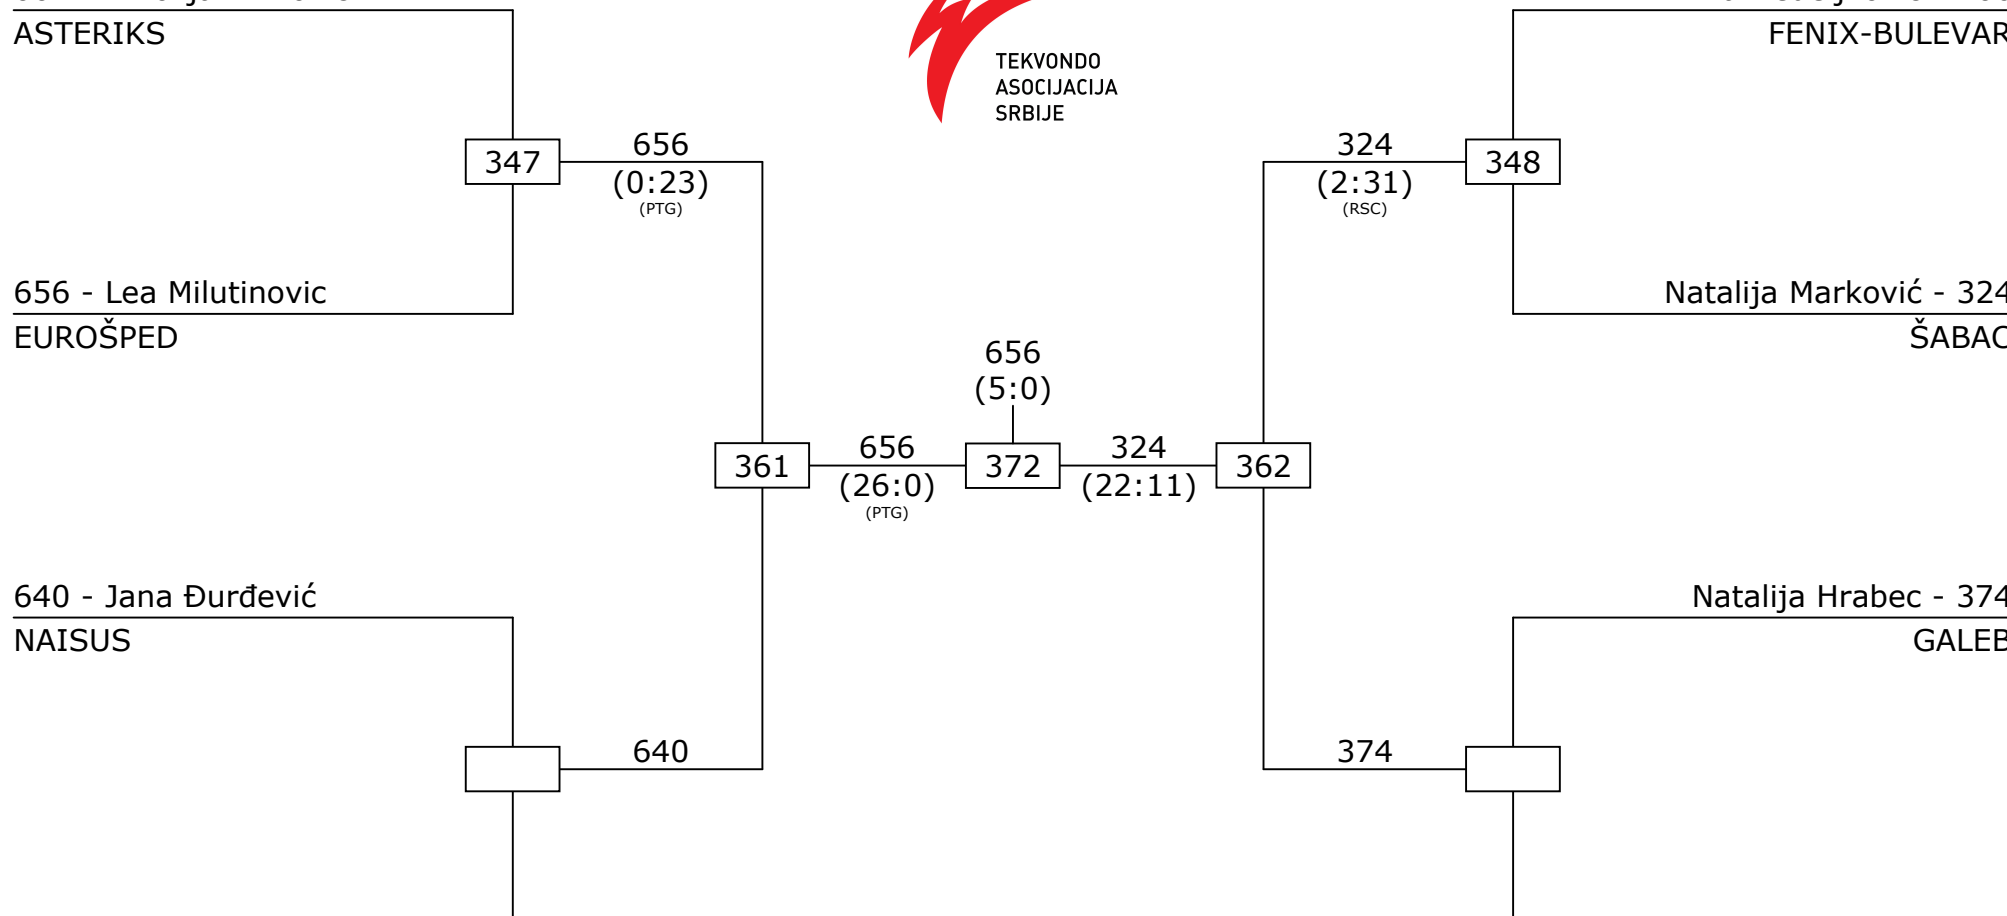 ASTERIKS
FENIX-BULEVAR
TEKVONDO
ASOCIJACIJA
SRBIJE
347
656
(0:23)
(PTG)
324
(2:31)
(RSC)
348
656 - Lea Milutinovic
EUROŠPED
Natalija Marković - 324
ŠABAC
656
(5:0)
361
656
(26:0)
(PTG)
372
324
(22:11)
362
640 - Jana Đurđević
NAISUS
Natalija Hrabec - 374
GALEB
640
374